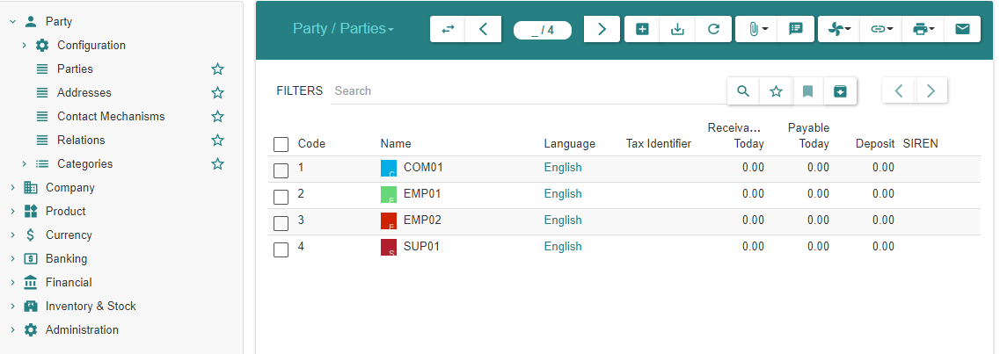 Party
Configuration
Parties
Addresses
Contact Mechanisms
Relations
Categories
Company
Product
Currency
Banking
Financial
Inventory & Stock
Administration
Party / Parties
_ / 4
FILTERS Search
Code Name Language Tax Identifier Receiva... Today Payable Today Deposit SIREN
1 C COM01 English 0.00 0.00 0.00
2 E EMP01 English 0.00 0.00 0.00
3 E EMP02 English 0.00 0.00 0.00
4 S SUP01 English 0.00 0.00 0.00